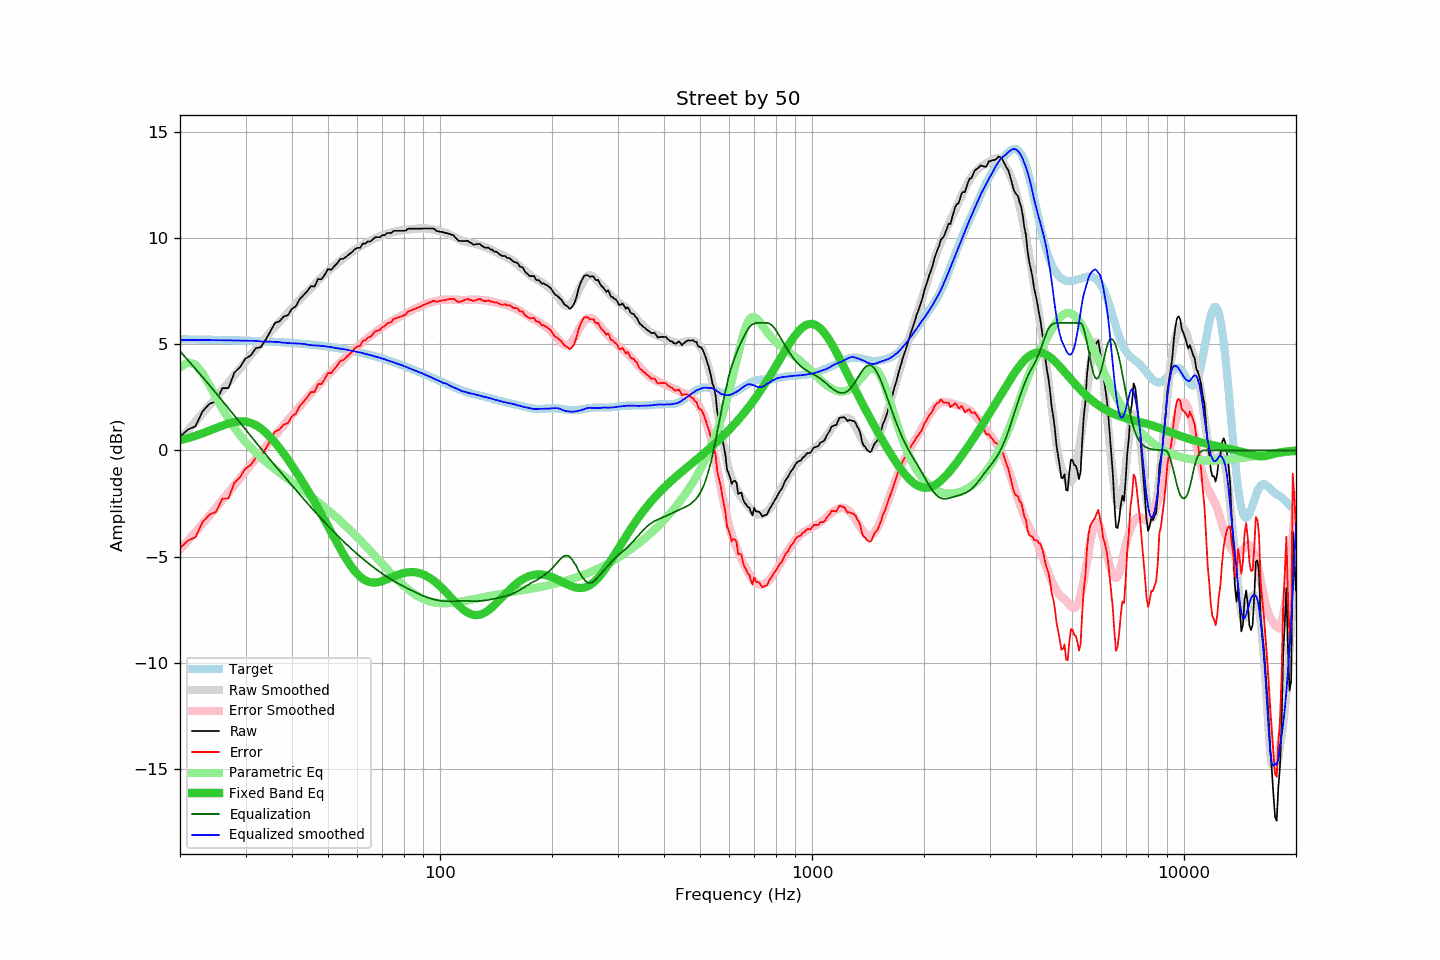 Street by 50
15
10
5
0
−5
−10
−15
Amplitude (dBr)
100
1000
10000
Frequency (Hz)
Target
Raw Smoothed
Error Smoothed
Raw
Error
Parametric Eq
Fixed Band Eq
Equalization
Equalized smoothed